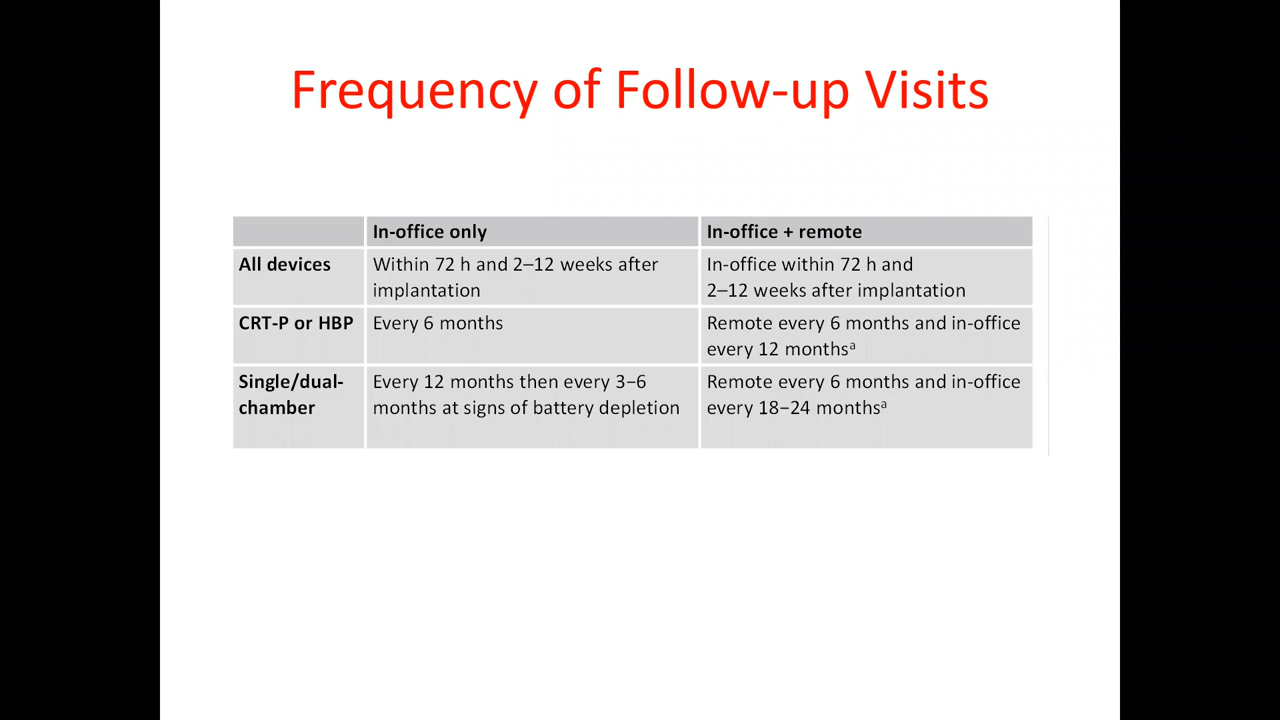 Frequency of Follow-up Visits
In-office only
In-office + remote
All devices
Within 72 h and 2–12 weeks after
implantation
In-office within 72 h and
2–12 weeks after implantation
CRT-P or HBP
Every 6 months
Remote every 6 months and in-office
every 12 monthsᵃ
Single/dual-
chamber
Every 12 months then every 3–6
months at signs of battery depletion
Remote every 6 months and in-office
every 18–24 monthsᵃ